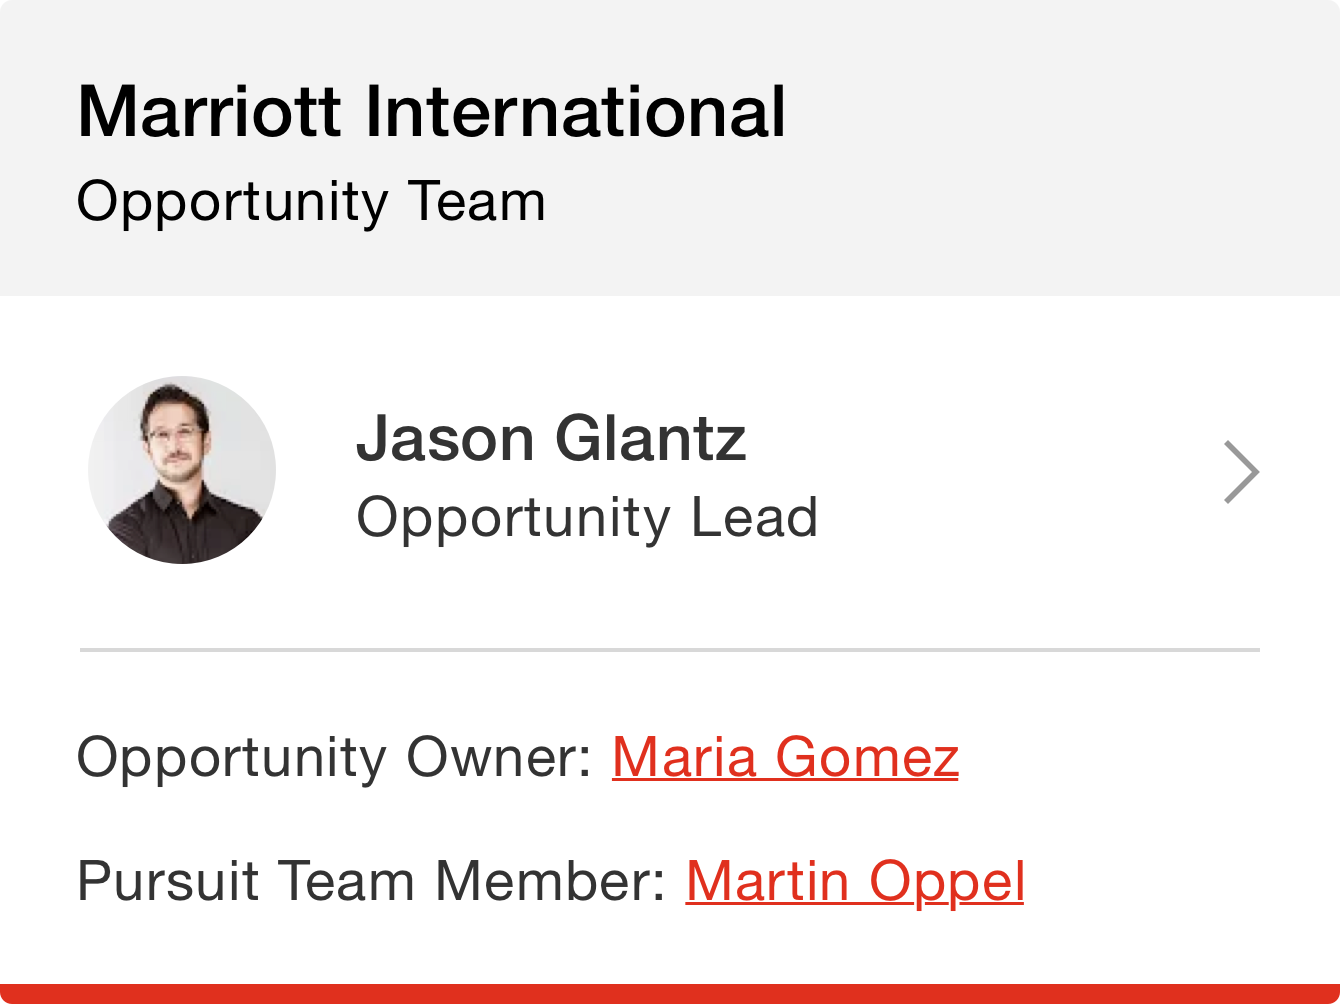 Marriott International
Opportunity Team
Jason Glantz
Opportunity Lead
Opportunity Owner: Maria Gomez
Pursuit Team Member: Martin Oppel